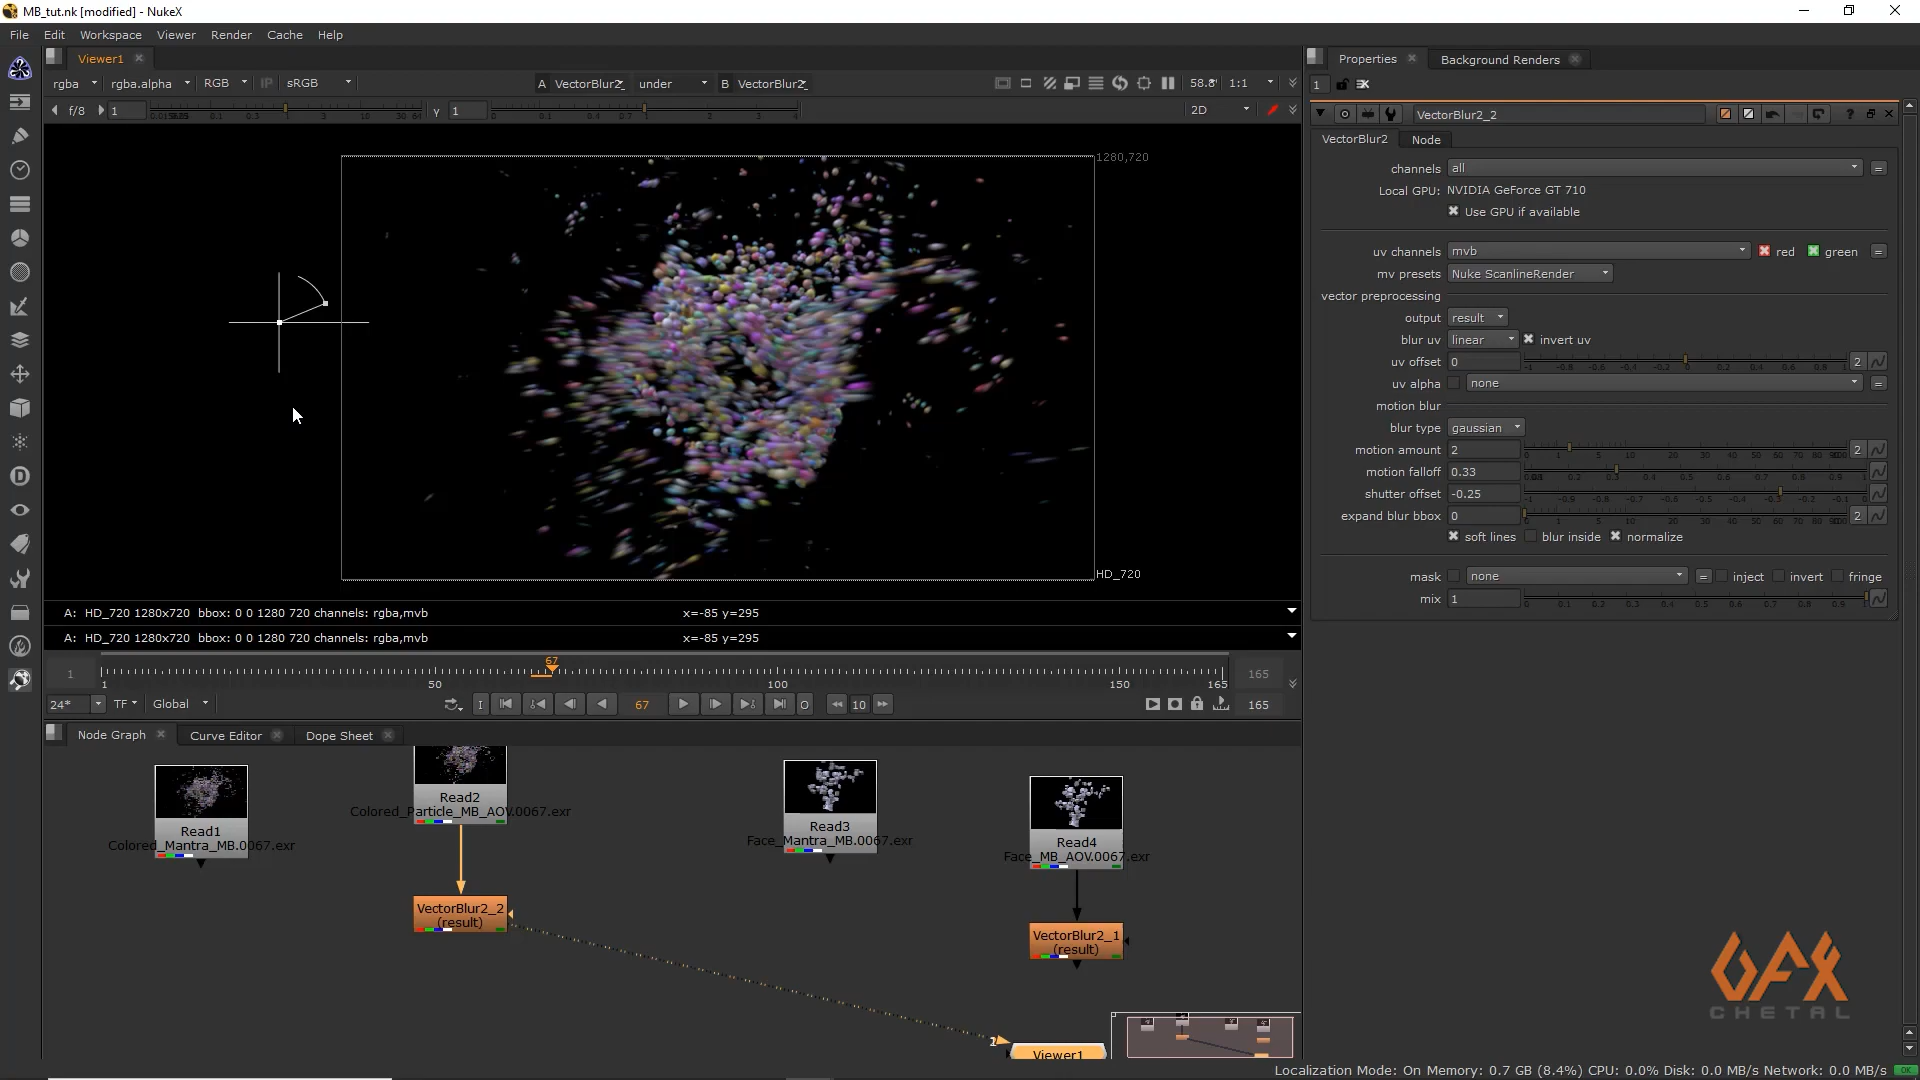 MB_tut.nk [modified] - NukeX
File Edit Workspace Viewer Render Cache Help
Viewer1
rgba rgba.alpha RGB IP sRGB A VectorBlur2_ under B VectorBlur2_ 58.8* 1:1
f/8 1 Y 1 2D
1280,720
HD_720
A: HD_720 1280x720 bbox: 0 0 1280 720 channels: rgba,mvb x=-85 y=295
A: HD_720 1280x720 bbox: 0 0 1280 720 channels: rgba,mvb x=-85 y=295
67
1 165
1 50 100 150 165
24* TF Global I 67 O 10 165
Node Graph Curve Editor Dope Sheet
Read1
Colored_Mantra_MB.0067.exr
Read2
Colored_Particle_MB_AOV.0067.exr
Read3
Face_Mantra_MB.0067.exr
Read4
Face_MB_AOV.0067.exr
VectorBlur2_2
(result)
VectorBlur2_1
(result)
Viewer1
Properties Background Renders
1
VectorBlur2_2
VectorBlur2 Node
channels all
Local GPU: NVIDIA GeForce GT 710
Use GPU if available
uv channels mvb red green
mv presets Nuke ScanlineRender
vector preprocessing
output result
blur uv linear invert uv
uv offset 0 2
uv alpha none
motion blur
blur type gaussian
motion amount 2 2
motion falloff 0.33
shutter offset -0.25
expand blur bbox 0 2
soft lines blur inside normalize
mask none inject invert fringe
mix 1
GFX
CHETAL
Localization Mode: On Memory: 0.7 GB (8.4%) CPU: 0.0% Disk: 0.0 MB/s Network: 0.0 MB/s